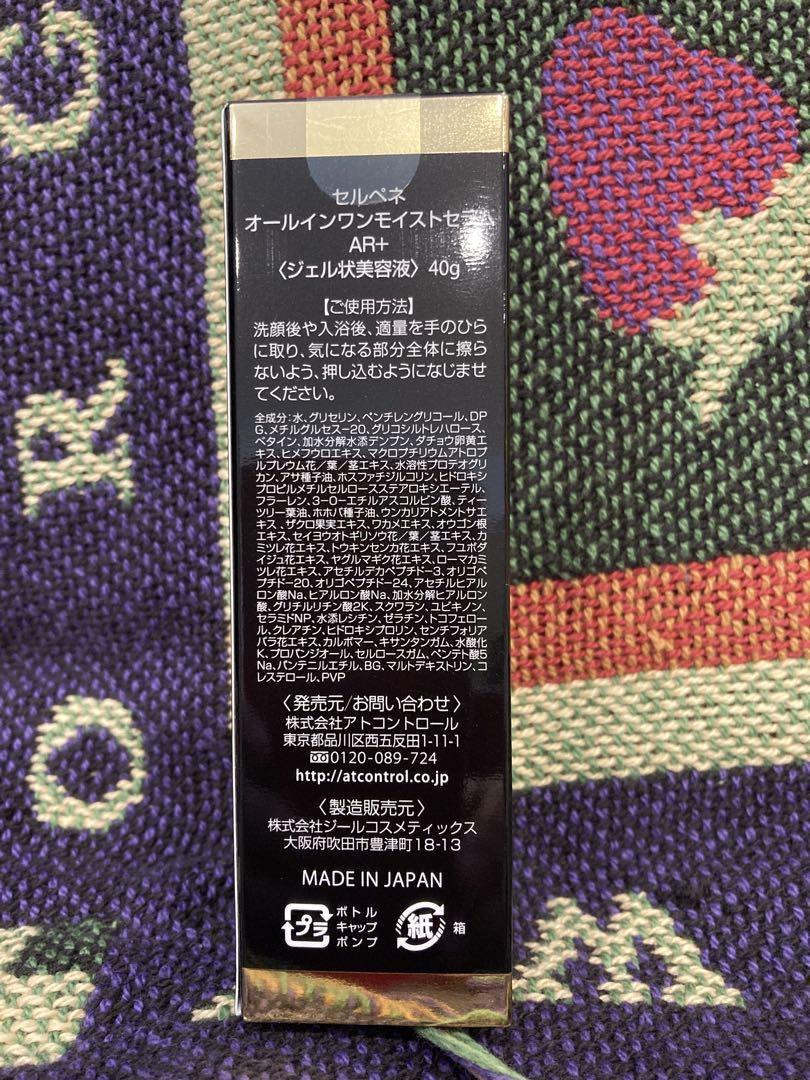 セルペネ
オールインワンモイストセラム
AR+
〈ジェル状美容液〉40g
【ご使用方法】
洗顔後や入浴後、適量を手のひら
に取り、気になる部分全体に擦ら
ないよう、押し込むようになじませ
てください。
全成分:水、グリセリン、ペンチレングリコール、DP
G、メチルグルセス-20、グリコシルトレハロース、
ベタイン、加水分解水添デンプン、ダチョウ卵黄エ
キス、ヒメフウロエキス、マクロプチリウムアトロプ
ルプレウム花/葉/茎エキス、水溶性プロテオグリ
カン、アサ種子油、ホスファチジルコリン、ヒドロキシ
プロピルメチルセルロースステアロキシエーテル、
フラーレン、3-O-エチルアスコルビン酸、ティー
ツリー葉油、ホホバ種子油、ウンカリアトメントサエ
キス、ザクロ果実エキス、ワカメエキス、オウゴン根
エキス、セイヨウオトギリソウ花/葉/茎エキス、カ
ミツレ花エキス、トウキンセンカ花エキス、フユボダ
イジュ花エキス、ヤグルマギク花エキス、ローマカミ
ツレ花エキス、アセチルデカペプチド-3、オリゴペ
プチド-20、オリゴペプチド-24、アセチルヒアル
ロン酸Na、ヒアルロン酸Na、加水分解ヒアルロン
酸、グリチルリチン酸2K、スクワラン、ユビキノン、
セラミドNP、水添レシチン、ゼラチン、トコフェロー
ル、クレアチン、ヒドロキシプロリン、センチフォリア
バラ花エキス、カルボマー、キサンタンガム、水酸化
K、プロパンジオール、セルロースガム、ペンテト酸5
Na、パンテニルエチル、BG、マルトデキストリン、コ
レステロール、PVP
〈発売元/お問い合わせ〉
株式会社アトコントロール
東京都品川区西五反田1-11-1
0120-089-724
http://atcontrol.co.jp
〈製造販売元〉
株式会社ジールコスメティックス
大阪府吹田市豊津町18-13
MADE IN JAPAN
プラ
ボトル
キャップ
ポンプ
紙
箱